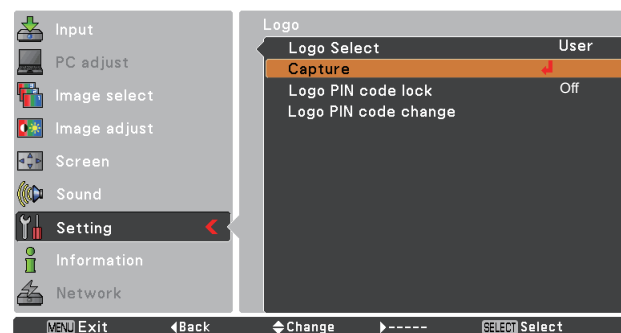 Input
PC adjust
Image select
Image adjust
Screen
Sound
Setting
Information
Network
Logo
Logo Select User
Capture
Logo PIN code lock Off
Logo PIN code change
MENU Exit Back Change ----- SELECT Select